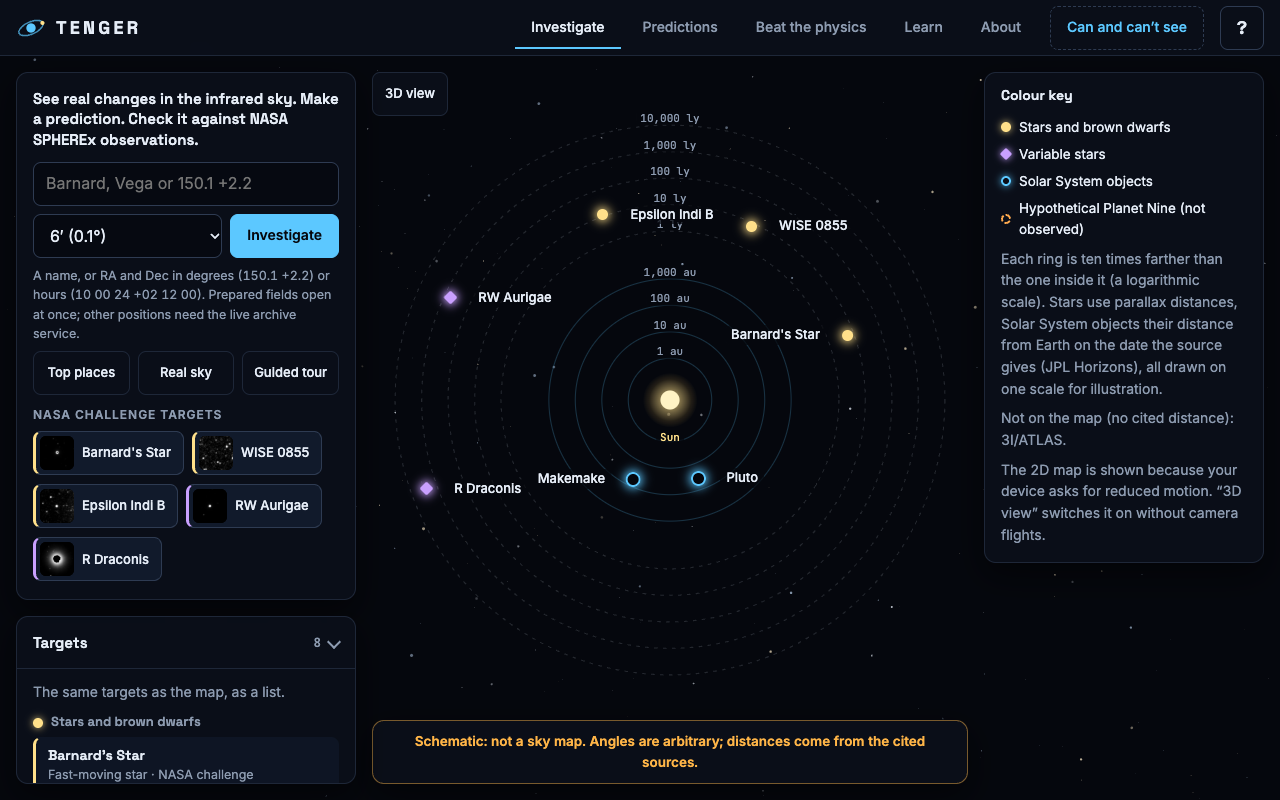 TENGER
Investigate
Predictions
Beat the physics
Learn
About
Can and can't see
?
See real changes in the infrared sky. Make
a prediction. Check it against NASA
SPHEREx observations.
Barnard, Vega or 150.1 +2.2
6′ (0.1°)
Investigate
A name, or RA and Dec in degrees (150.1 +2.2) or
hours (10 00 24 +02 12 00). Prepared fields open
at once; other positions need the live archive
service.
Top places
Real sky
Guided tour
NASA CHALLENGE TARGETS
Barnard's Star
WISE 0855
Epsilon Indi B
RW Aurigae
R Draconis
Targets
8
The same targets as the map, as a list.
Stars and brown dwarfs
Barnard's Star
Fast-moving star · NASA challenge
3D view
10,000 ly
1,000 ly
100 ly
10 ly
Epsilon Indi B
WISE 0855
1 ly
1,000 au
RW Aurigae
100 au
10 au
Barnard's Star
1 au
Sun
Makemake
Pluto
R Draconis
Schematic: not a sky map. Angles are arbitrary; distances come from the cited
sources.
Colour key
Stars and brown dwarfs
Variable stars
Solar System objects
Hypothetical Planet Nine (not
observed)
Each ring is ten times farther than
the one inside it (a logarithmic
scale). Stars use parallax distances,
Solar System objects their distance
from Earth on the date the source
gives (JPL Horizons), all drawn on
one scale for illustration.
Not on the map (no cited distance):
3I/ATLAS.
The 2D map is shown because your
device asks for reduced motion. “3D
view” switches it on without camera
flights.